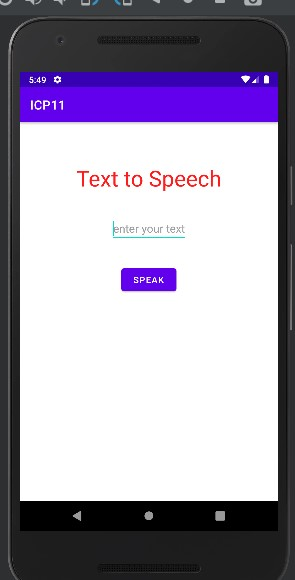 5:49
ICP11
Text to Speech
enter your text
SPEAK